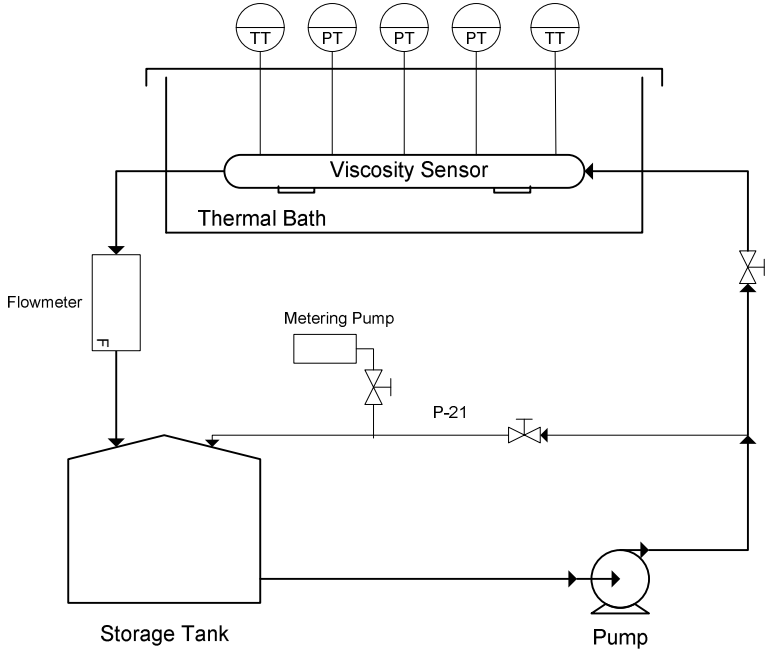 TT
PT
PT
PT
TT
Viscosity Sensor
Thermal Bath
Flowmeter
F
Metering Pump
P-21
Storage Tank
Pump